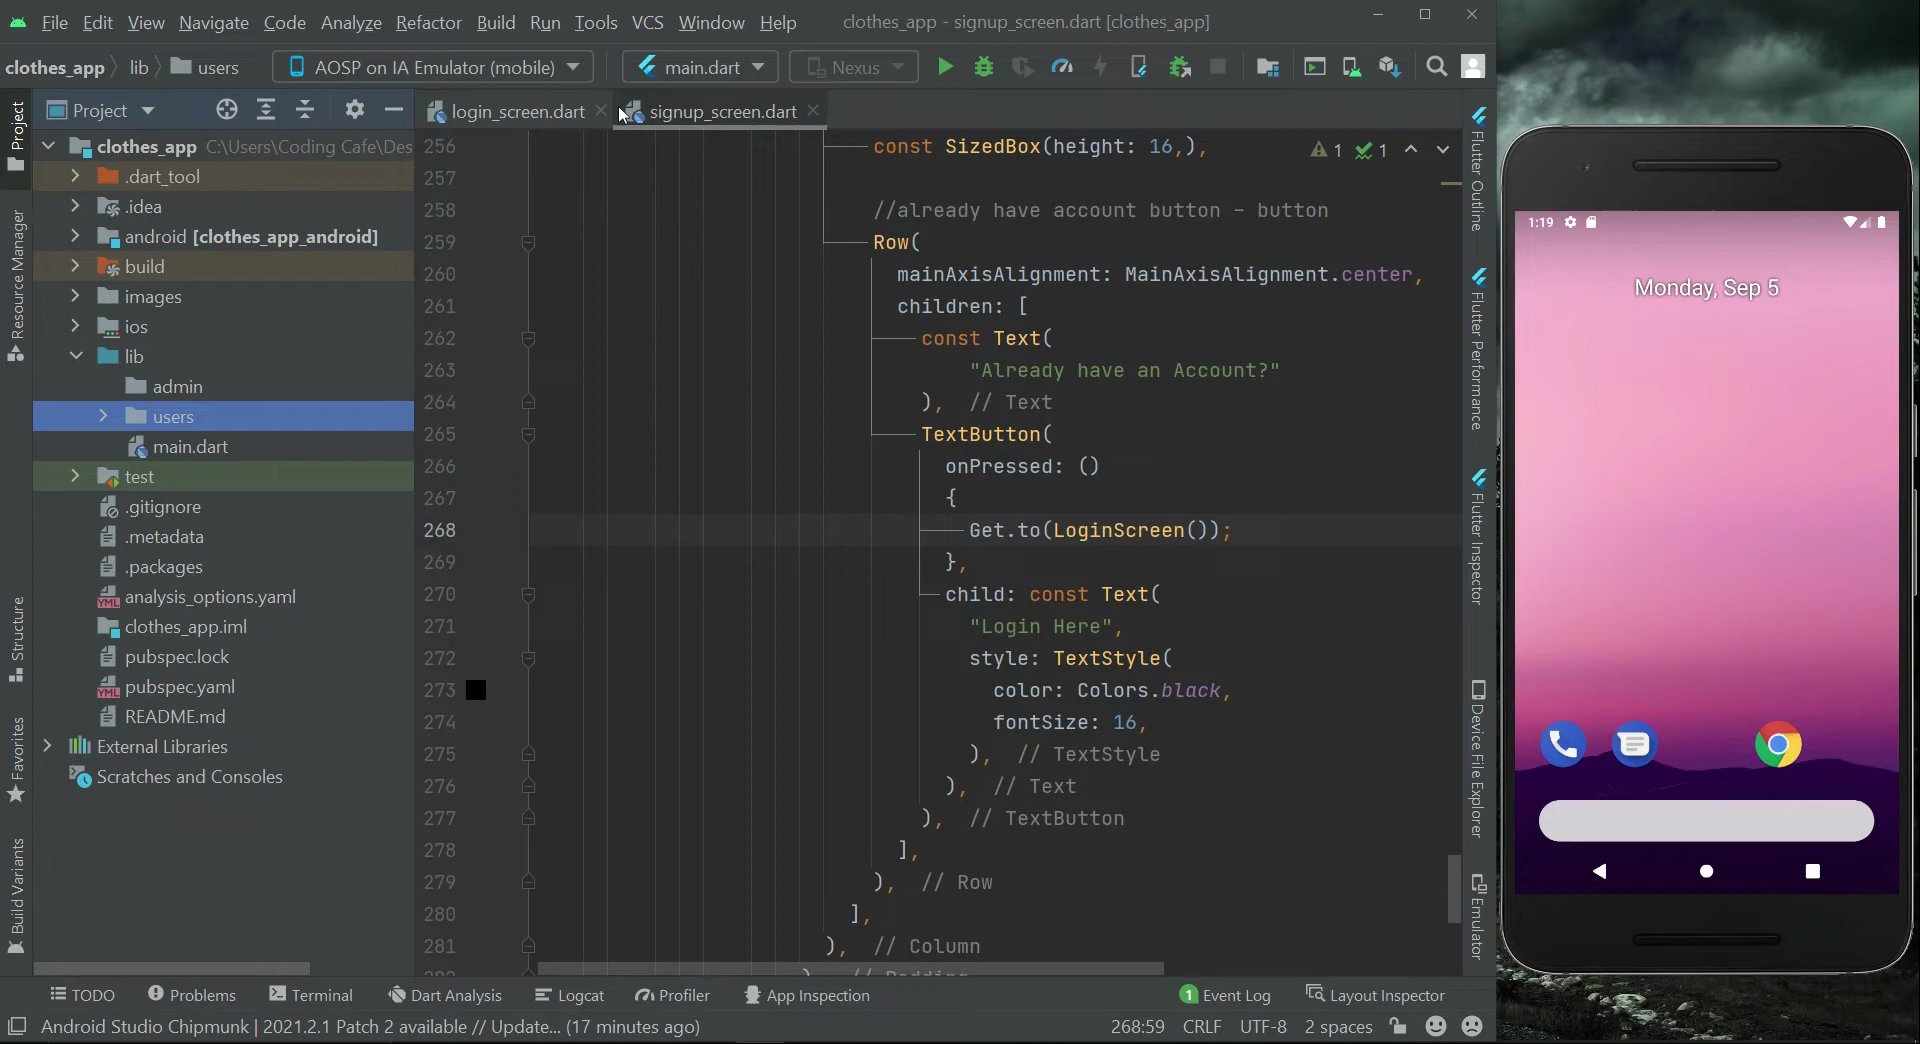 File Edit View Navigate Code Analyze Refactor Build Run Tools VCS Window Help clothes_app - signup_screen.dart [clothes_app]
clothes_app lib users AOSP on IA Emulator (mobile) main.dart Nexus
Project
login_screen.dart signup_screen.dart
Project
Resource Manager
Structure
Favorites
Build Variants
clothes_app C:\Users\Coding Cafe\Des
.dart_tool
.idea
android [clothes_app_android]
build
images
ios
lib
admin
users
main.dart
test
.gitignore
.metadata
.packages
analysis_options.yaml
clothes_app.iml
pubspec.lock
pubspec.yaml
README.md
External Libraries
Scratches and Consoles
256 const SizedBox(height: 16,), 1 1
257
258 //already have account button - button
259 Row(
260 mainAxisAlignment: MainAxisAlignment.center,
261 children: [
262 const Text(
263 "Already have an Account?"
264 ), // Text
265 TextButton(
266 onPressed: ()
267 {
268 Get.to(LoginScreen());
269 },
270 child: const Text(
271 "Login Here",
272 style: TextStyle(
273 color: Colors.black,
274 fontSize: 16,
275 ), // TextStyle
276 ), // Text
277 ), // TextButton
278 ],
279 ), // Row
280 ],
281 ), // Column
Flutter Outline
Flutter Performance
Flutter Inspector
Device File Explorer
Emulator
1:19
Monday, Sep 5
TODO Problems Terminal Dart Analysis Logcat Profiler App Inspection 1 Event Log Layout Inspector
Android Studio Chipmunk | 2021.2.1 Patch 2 available // Update... (17 minutes ago) 268:59 CRLF UTF-8 2 spaces